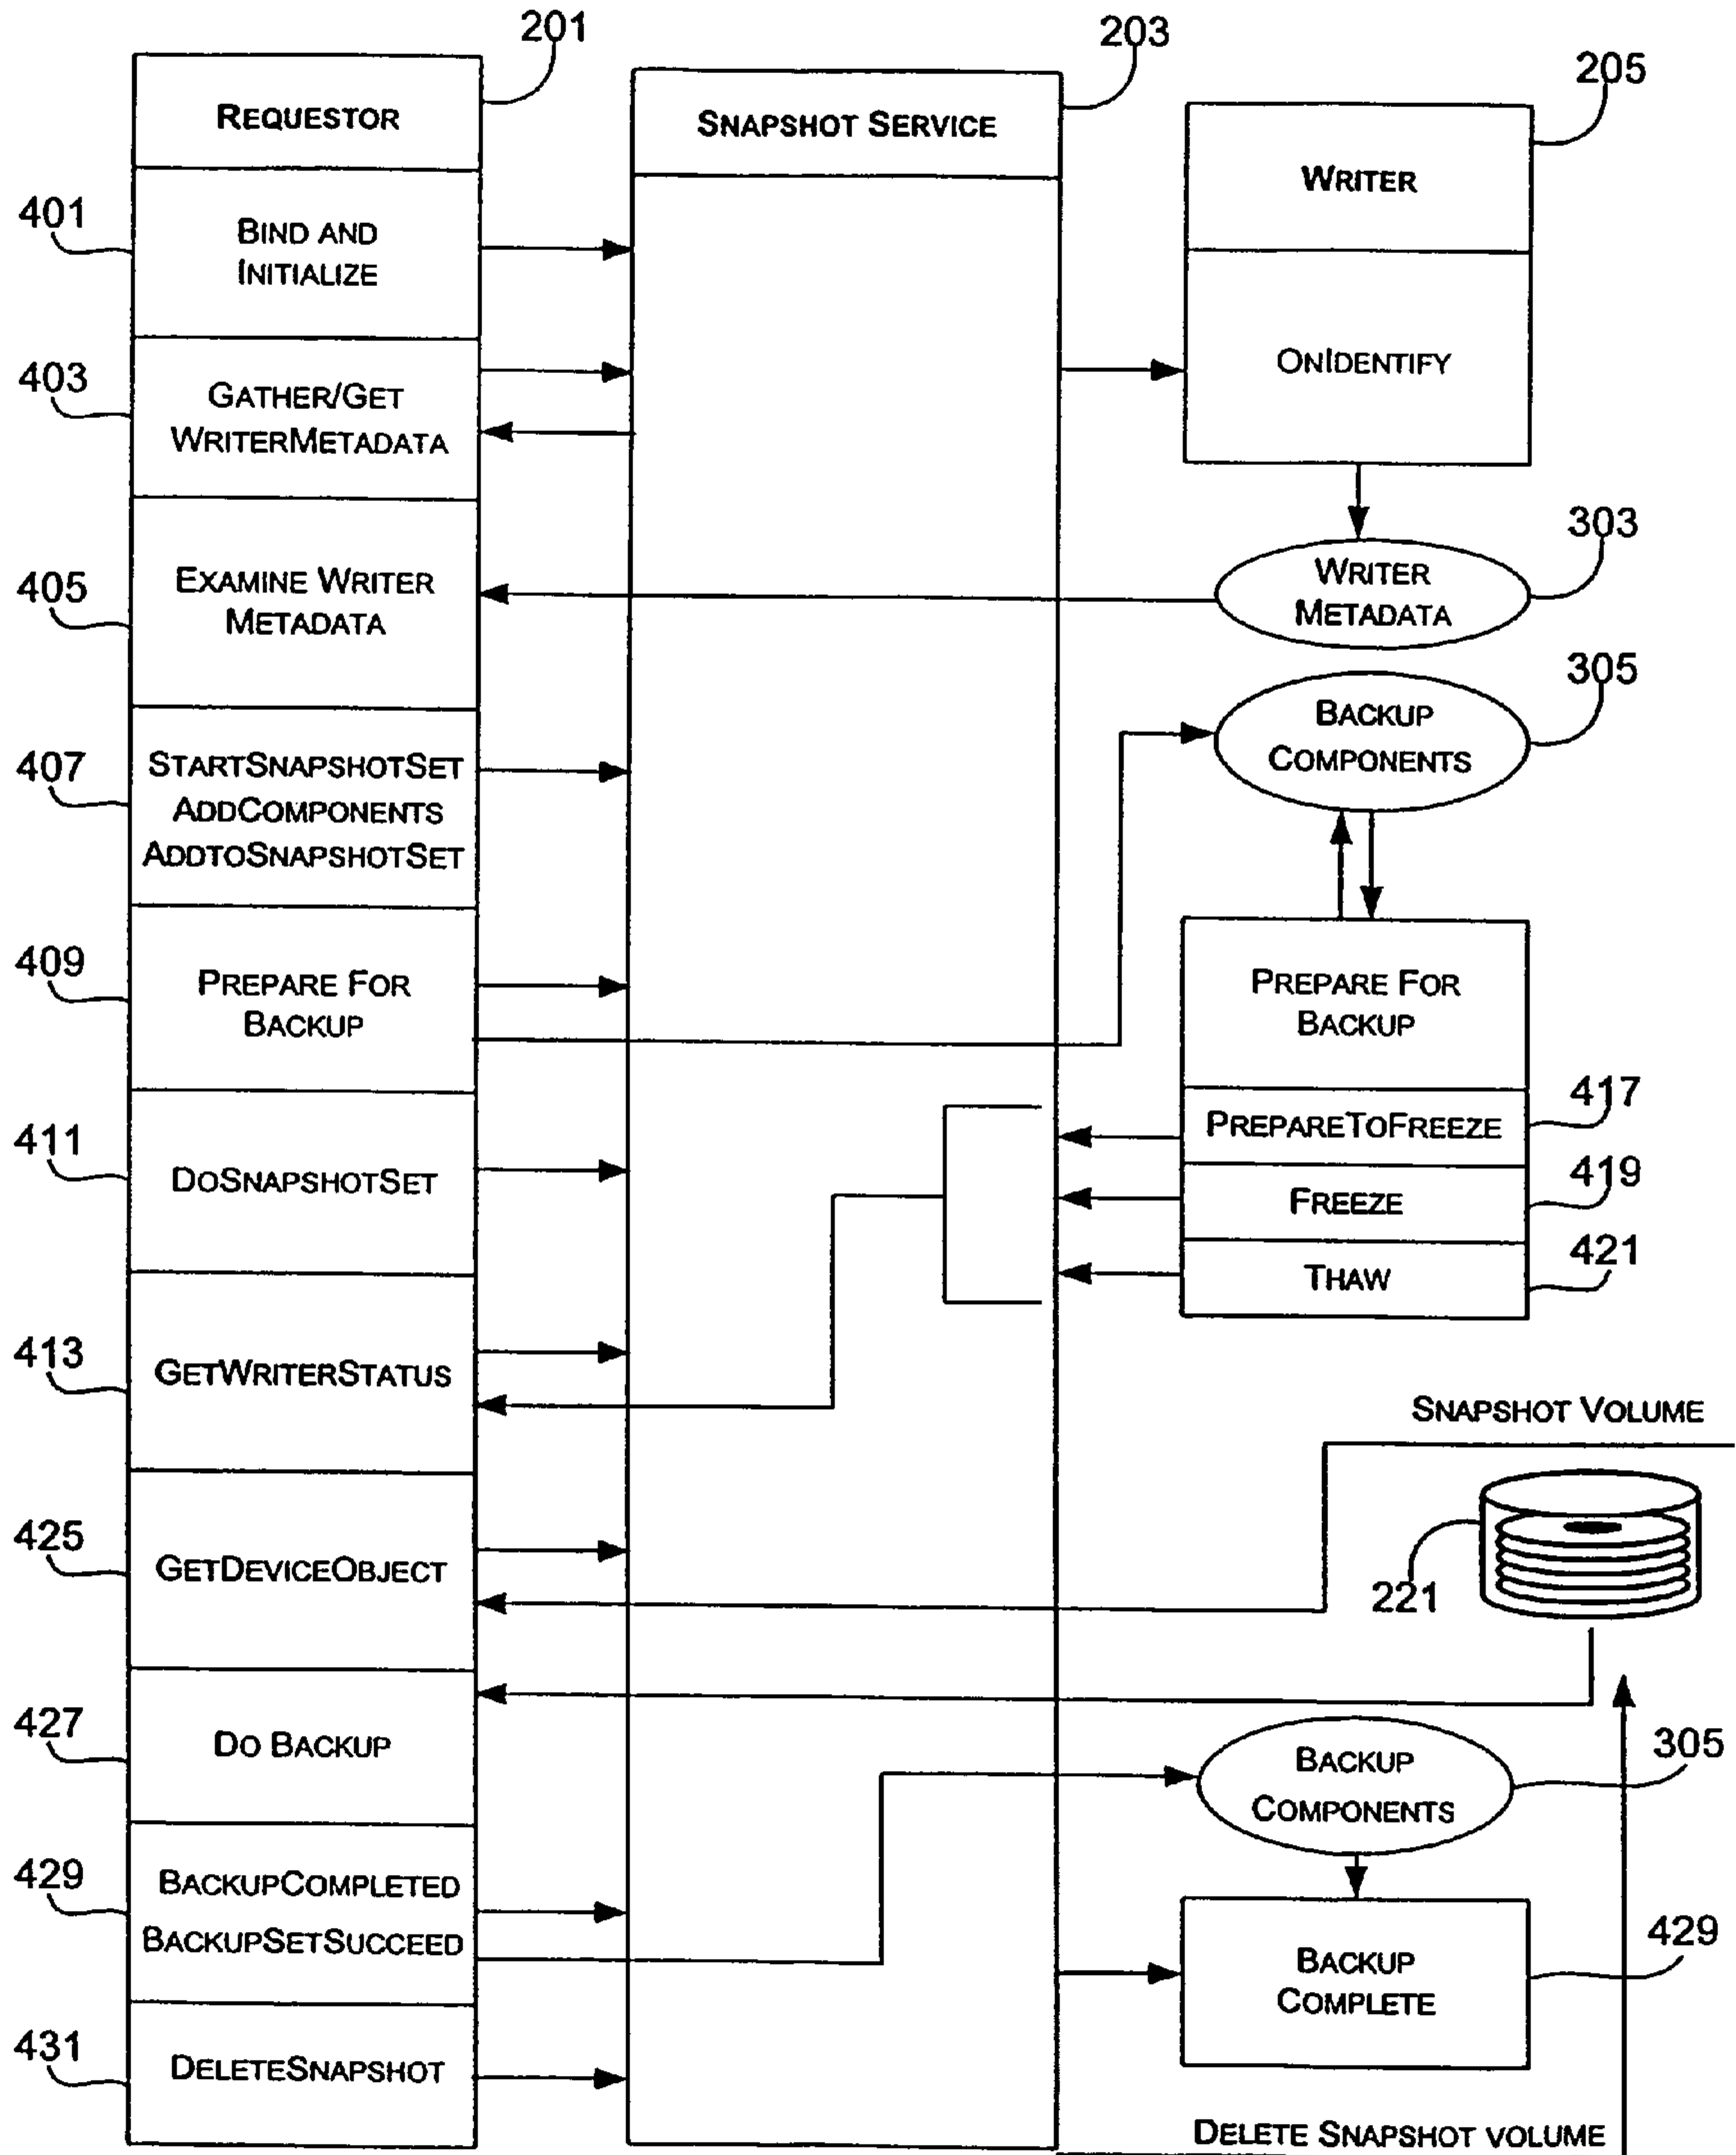 201
203
205
REQUESTOR
SNAPSHOT SERVICE
WRITER
401
BIND AND
INITIALIZE
ONIDENTIFY
403
GATHER/GET
WRITERMETADATA
303
WRITER
METADATA
405
EXAMINE WRITER
METADATA
305
BACKUP
COMPONENTS
407
STARTSNAPSHOTSET
ADDCOMPONENTS
ADDTOSNAPSHOTSET
409
PREPARE FOR
BACKUP
PREPARE FOR
BACKUP
417
PREPARETOFREEZE
411
DOSNAPSHOTSET
419
FREEZE
421
THAW
413
GETWRITERSTATUS
SNAPSHOT VOLUME
221
425
GETDEVICEOBJECT
427
DO BACKUP
305
BACKUP
COMPONENTS
429
BACKUPCOMPLETED
BACKUPSETSUCCEED
429
BACKUP
COMPLETE
431
DELETESNAPSHOT
DELETE SNAPSHOT VOLUME